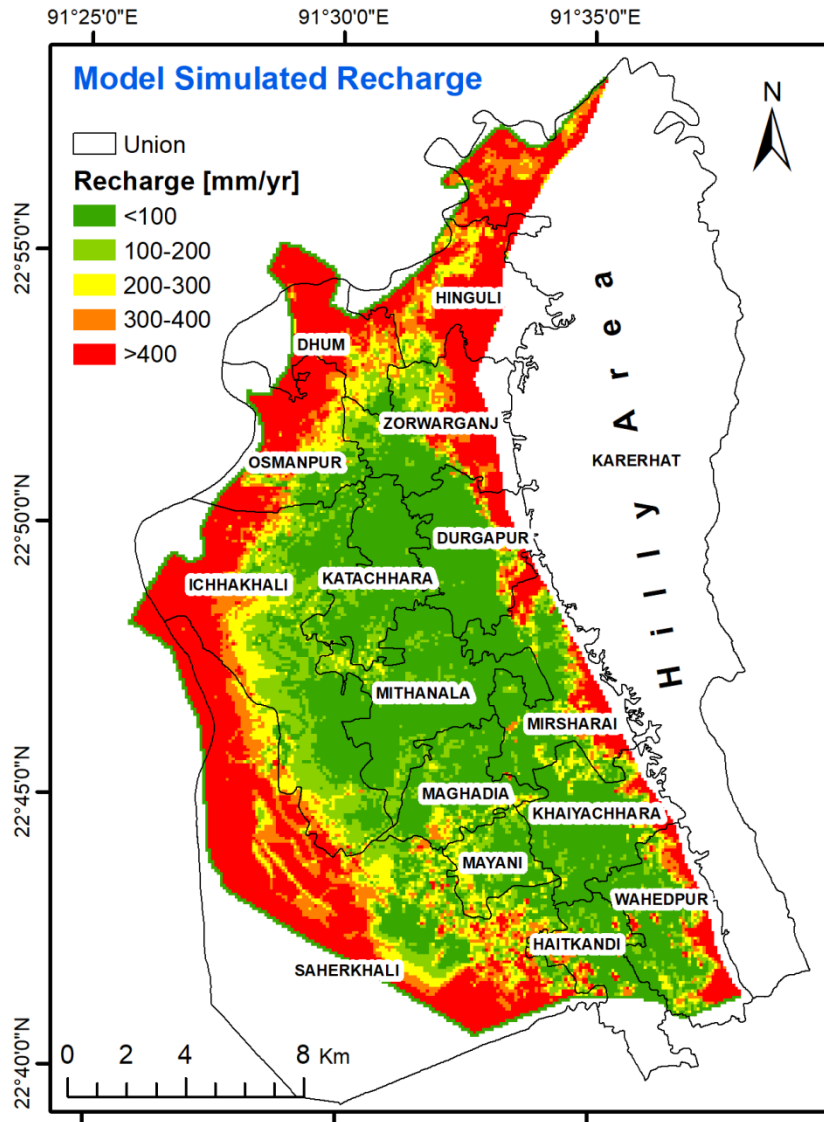 91°25'0"E 91°30'0"E 91°35'0"E
Model Simulated Recharge
N
Union
Recharge [mm/yr]
<100
100-200
200-300
300-400
>400
22°55'0"N
22°50'0"N
22°45'0"N
22°40'0"N
HINGULI
DHUM
ZORWARGANJ
OSMANPUR
KARERHAT
Hilly Area
DURGAPUR
ICHHAKHALI
KATACHHARA
MITHANALA
MIRSHARAI
MAGHADIA
KHAIYACHHARA
MAYANI
WAHEDPUR
HAITKANDI
SAHERKHALI
0 2 4 8 Km